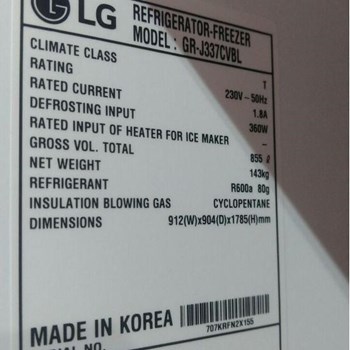 LG REFRIGERATOR-FREEZER
MODEL : GR-J337CVBL
CLIMATE CLASS T
RATING 230V ~ 50Hz
RATED CURRENT 1.8A
DEFROSTING INPUT 360W
RATED INPUT OF HEATER FOR ICE MAKER –
GROSS VOL. TOTAL 855 ℓ
NET WEIGHT 143kg
REFRIGERANT R600a 80g
INSULATION BLOWING GAS CYCLOPENTANE
DIMENSIONS 912(W)x904(D)x1785(H)mm
MADE IN KOREA
707KRFN2X155
NO.